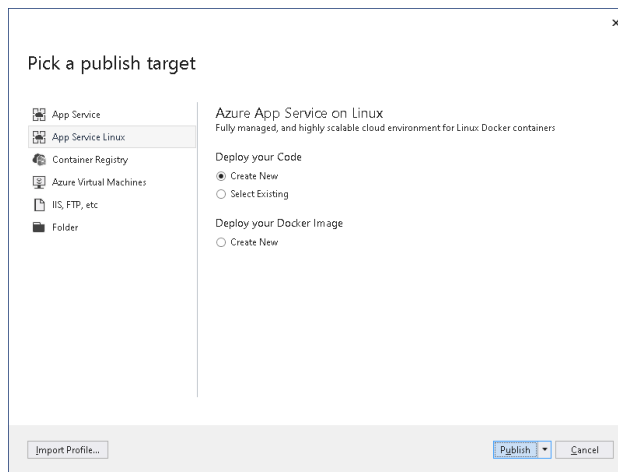 Pick a publish target
App Service
App Service Linux
Container Registry
Azure Virtual Machines
IIS, FTP, etc
Folder
Azure App Service on Linux
Fully managed, and highly scalable cloud environment for Linux Docker containers
Deploy your Code
Create New
Select Existing
Deploy your Docker Image
Create New
Import Profile...
Publish
Cancel